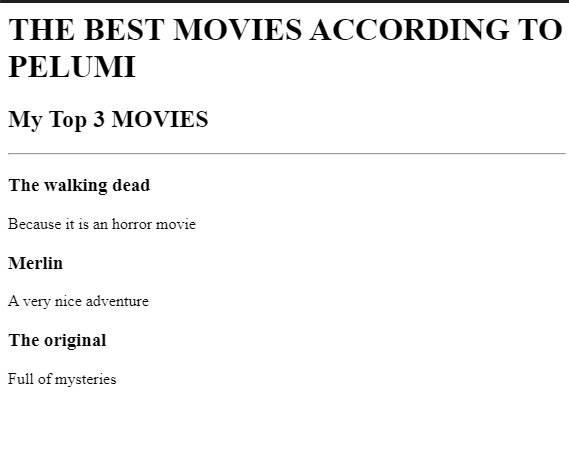 THE BEST MOVIES ACCORDING TO
PELUMI
My Top 3 MOVIES
The walking dead
Because it is an horror movie
Merlin
A very nice adventure
The original
Full of mysteries